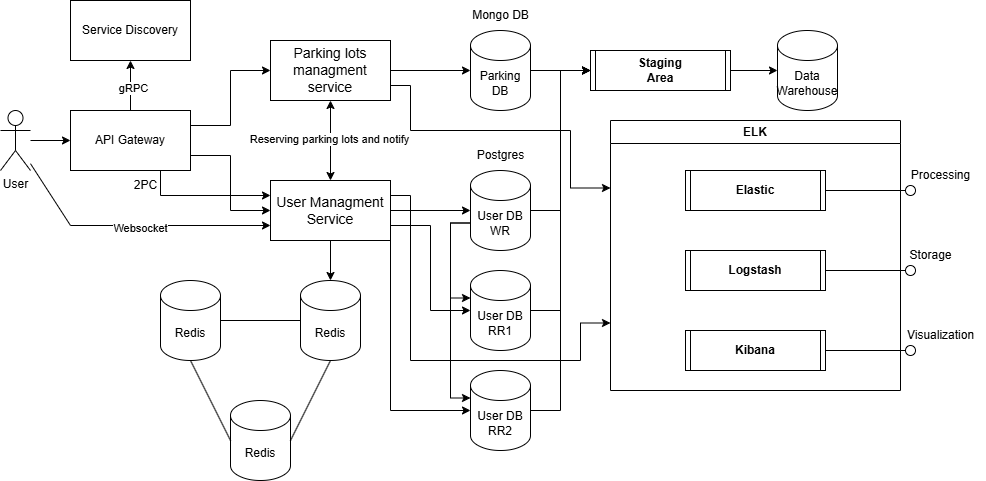 Service Discovery
gRPC
API Gateway
User
2PC
Websocket
Parking lots
managment
service
Reserving parking lots and notify
User Managment
Service
Redis
Redis
Redis
Mongo DB
Parking
DB
Postgres
User DB
WR
User DB
RR1
User DB
RR2
Staging
Area
Data
Warehouse
ELK
Elastic
Processing
Logstash
Storage
Kibana
Visualization